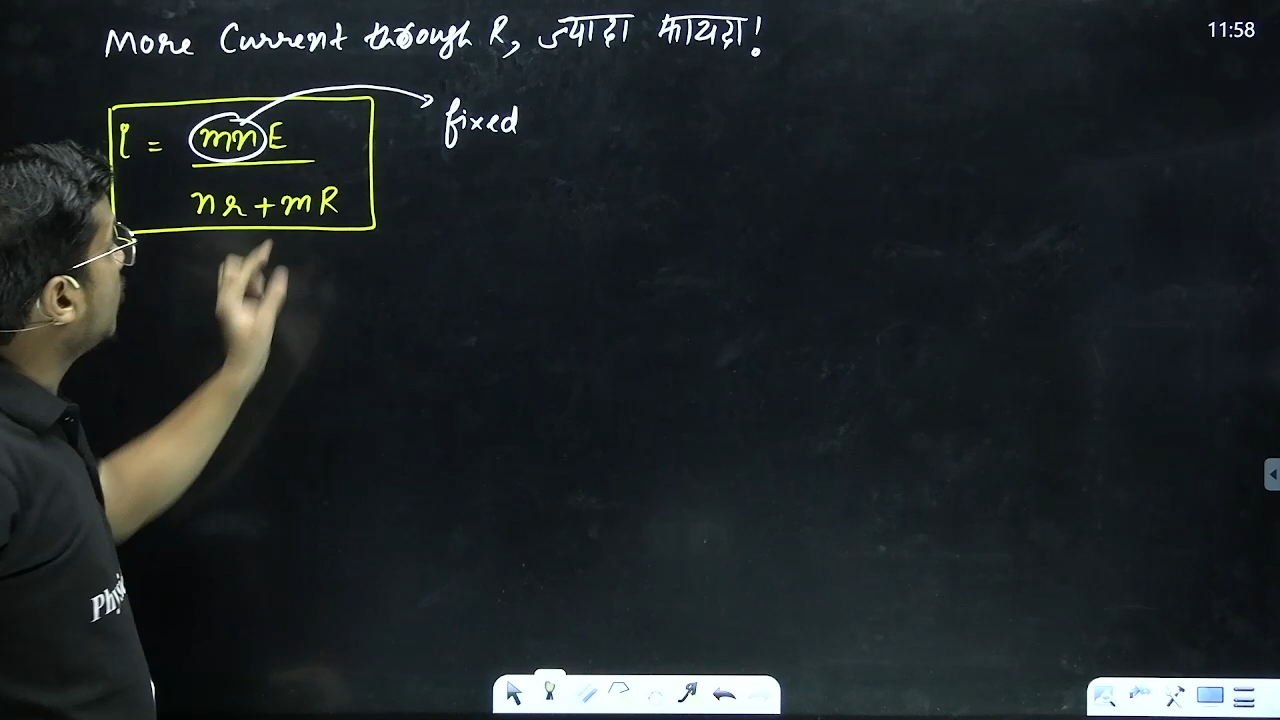 More Current through R, ज्यादा फायदा!
11:58
i = mnE
nr + mR
fixed